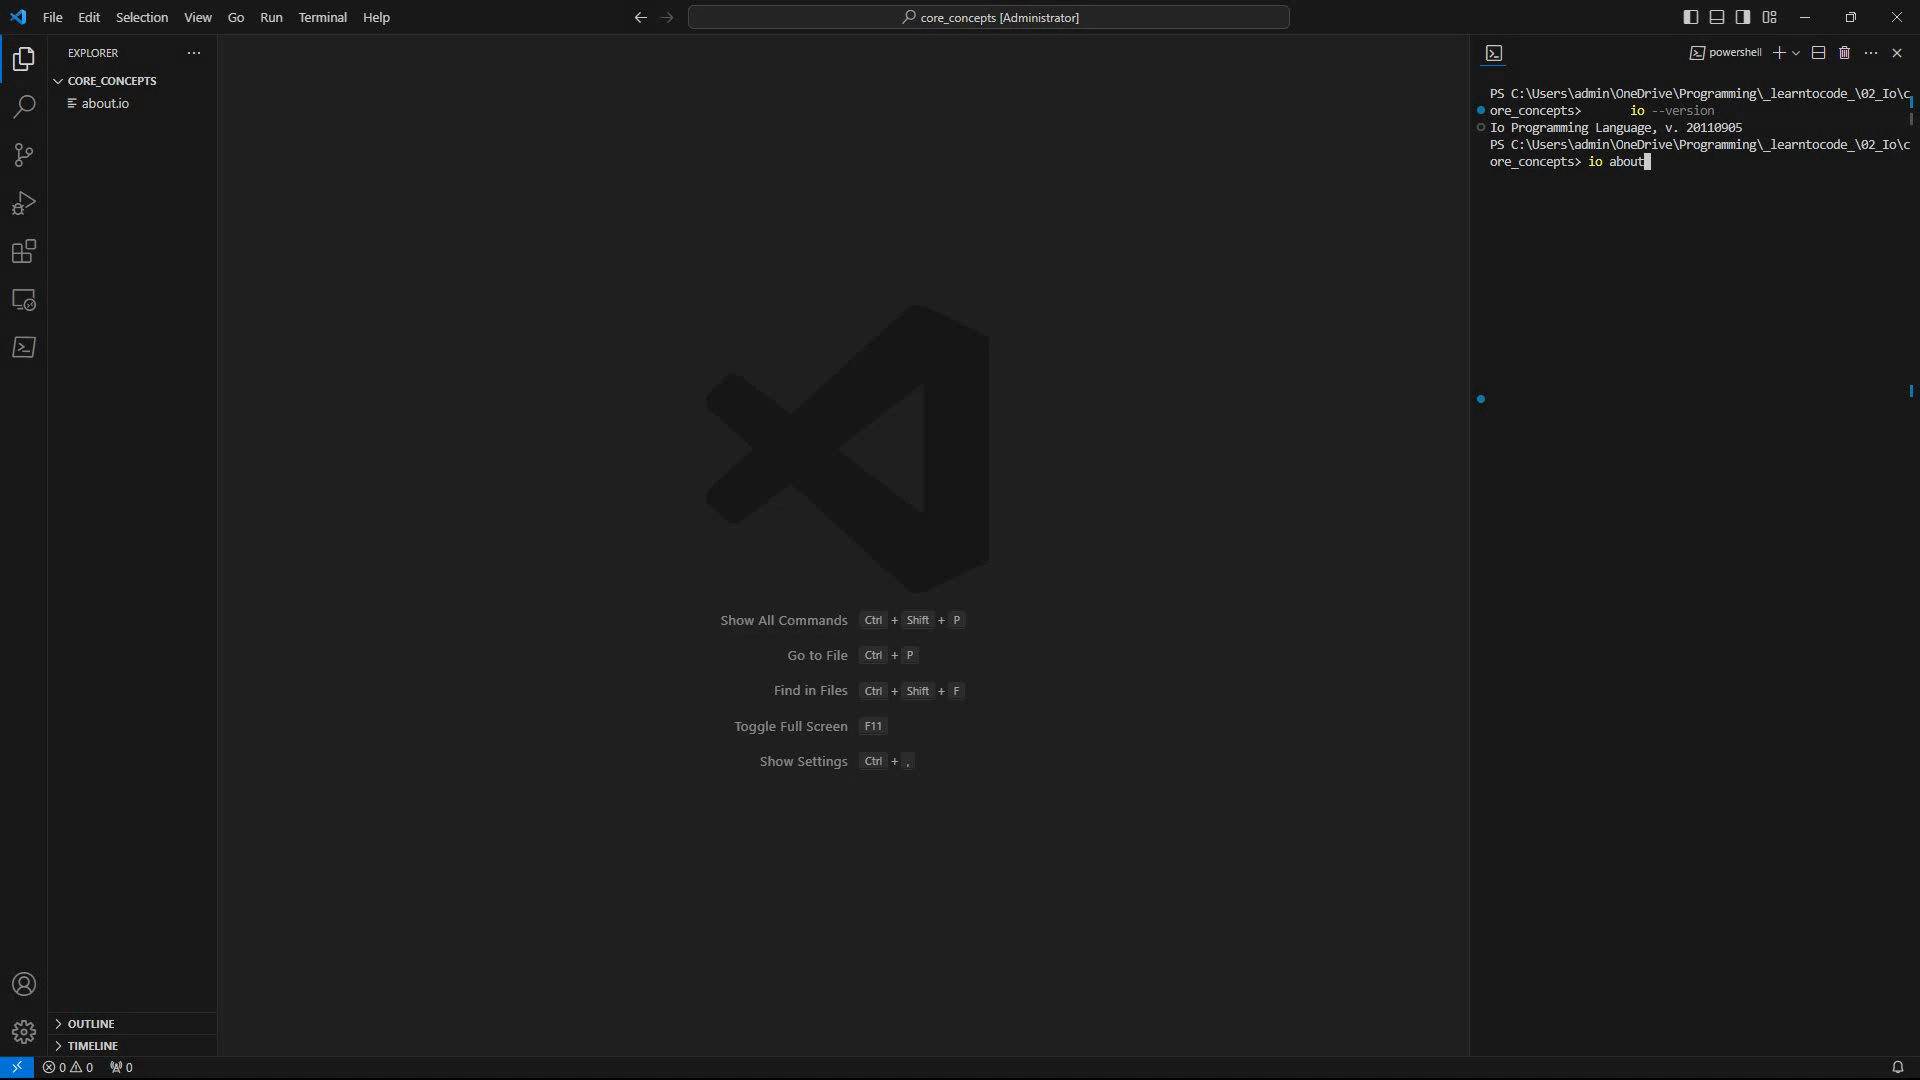 File Edit Selection View Go Run Terminal Help
core_concepts [Administrator]
EXPLORER
CORE_CONCEPTS
about.io
powershell
PS C:\Users\admin\OneDrive\Programming\_learntocode_\02_Io\c
ore_concepts> io --version
Io Programming Language, v. 20110905
PS C:\Users\admin\OneDrive\Programming\_learntocode_\02_Io\c
ore_concepts> io about
Show All Commands Ctrl + Shift + P
Go to File Ctrl + P
Find in Files Ctrl + Shift + F
Toggle Full Screen F11
Show Settings Ctrl + ,
OUTLINE
TIMELINE
0 0 0